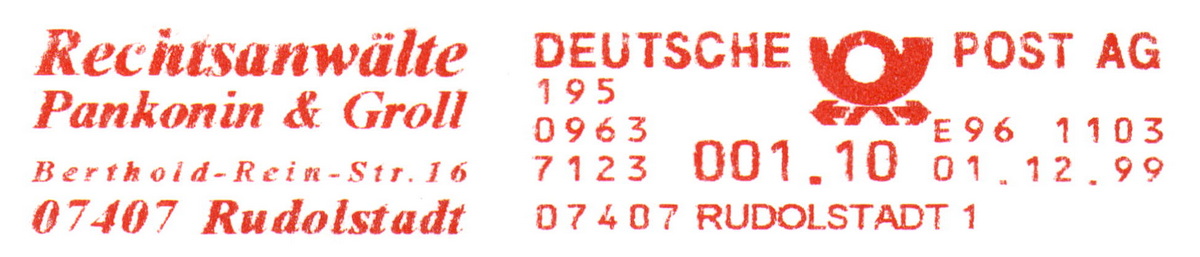 Rechtsanwälte
Pankonin & Groll
Berthold-Rein-Str.16
07407 Rudolstadt
DEUTSCHE POST AG
195
0963
7123
001.10
E96 1103
01.12.99
07407 RUDOLSTADT 1